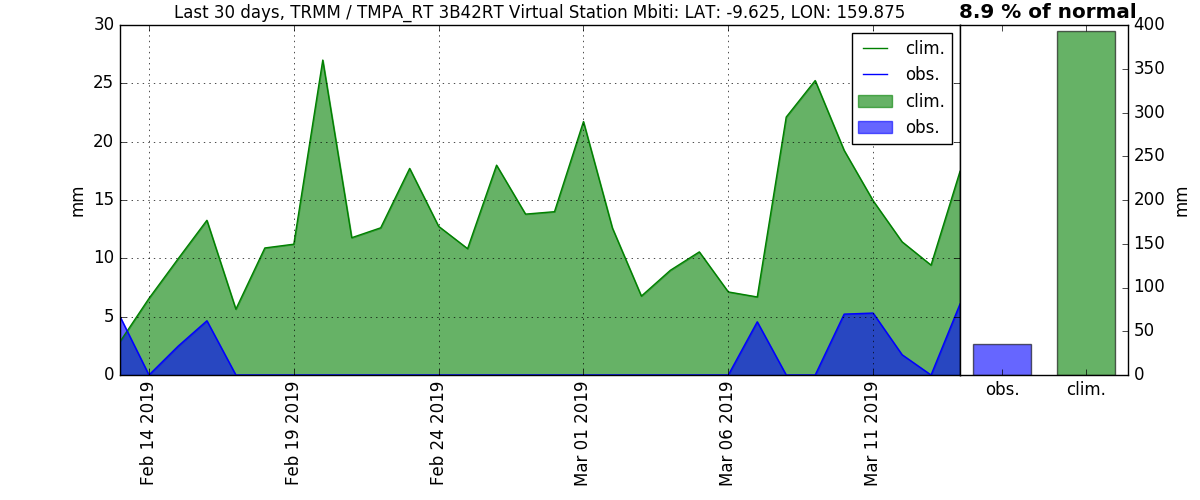 Last 30 days, TRMM / TMPA_RT 3B42RT Virtual Station Mbiti: LAT: -9.625, LON: 159.875
8.9 % of normal
30
25
20
15
10
5
0
mm
clim.
obs.
clim.
obs.
400
350
300
250
200
150
100
50
0
mm
obs.
clim.
Feb 14 2019
Feb 19 2019
Feb 24 2019
Mar 01 2019
Mar 06 2019
Mar 11 2019